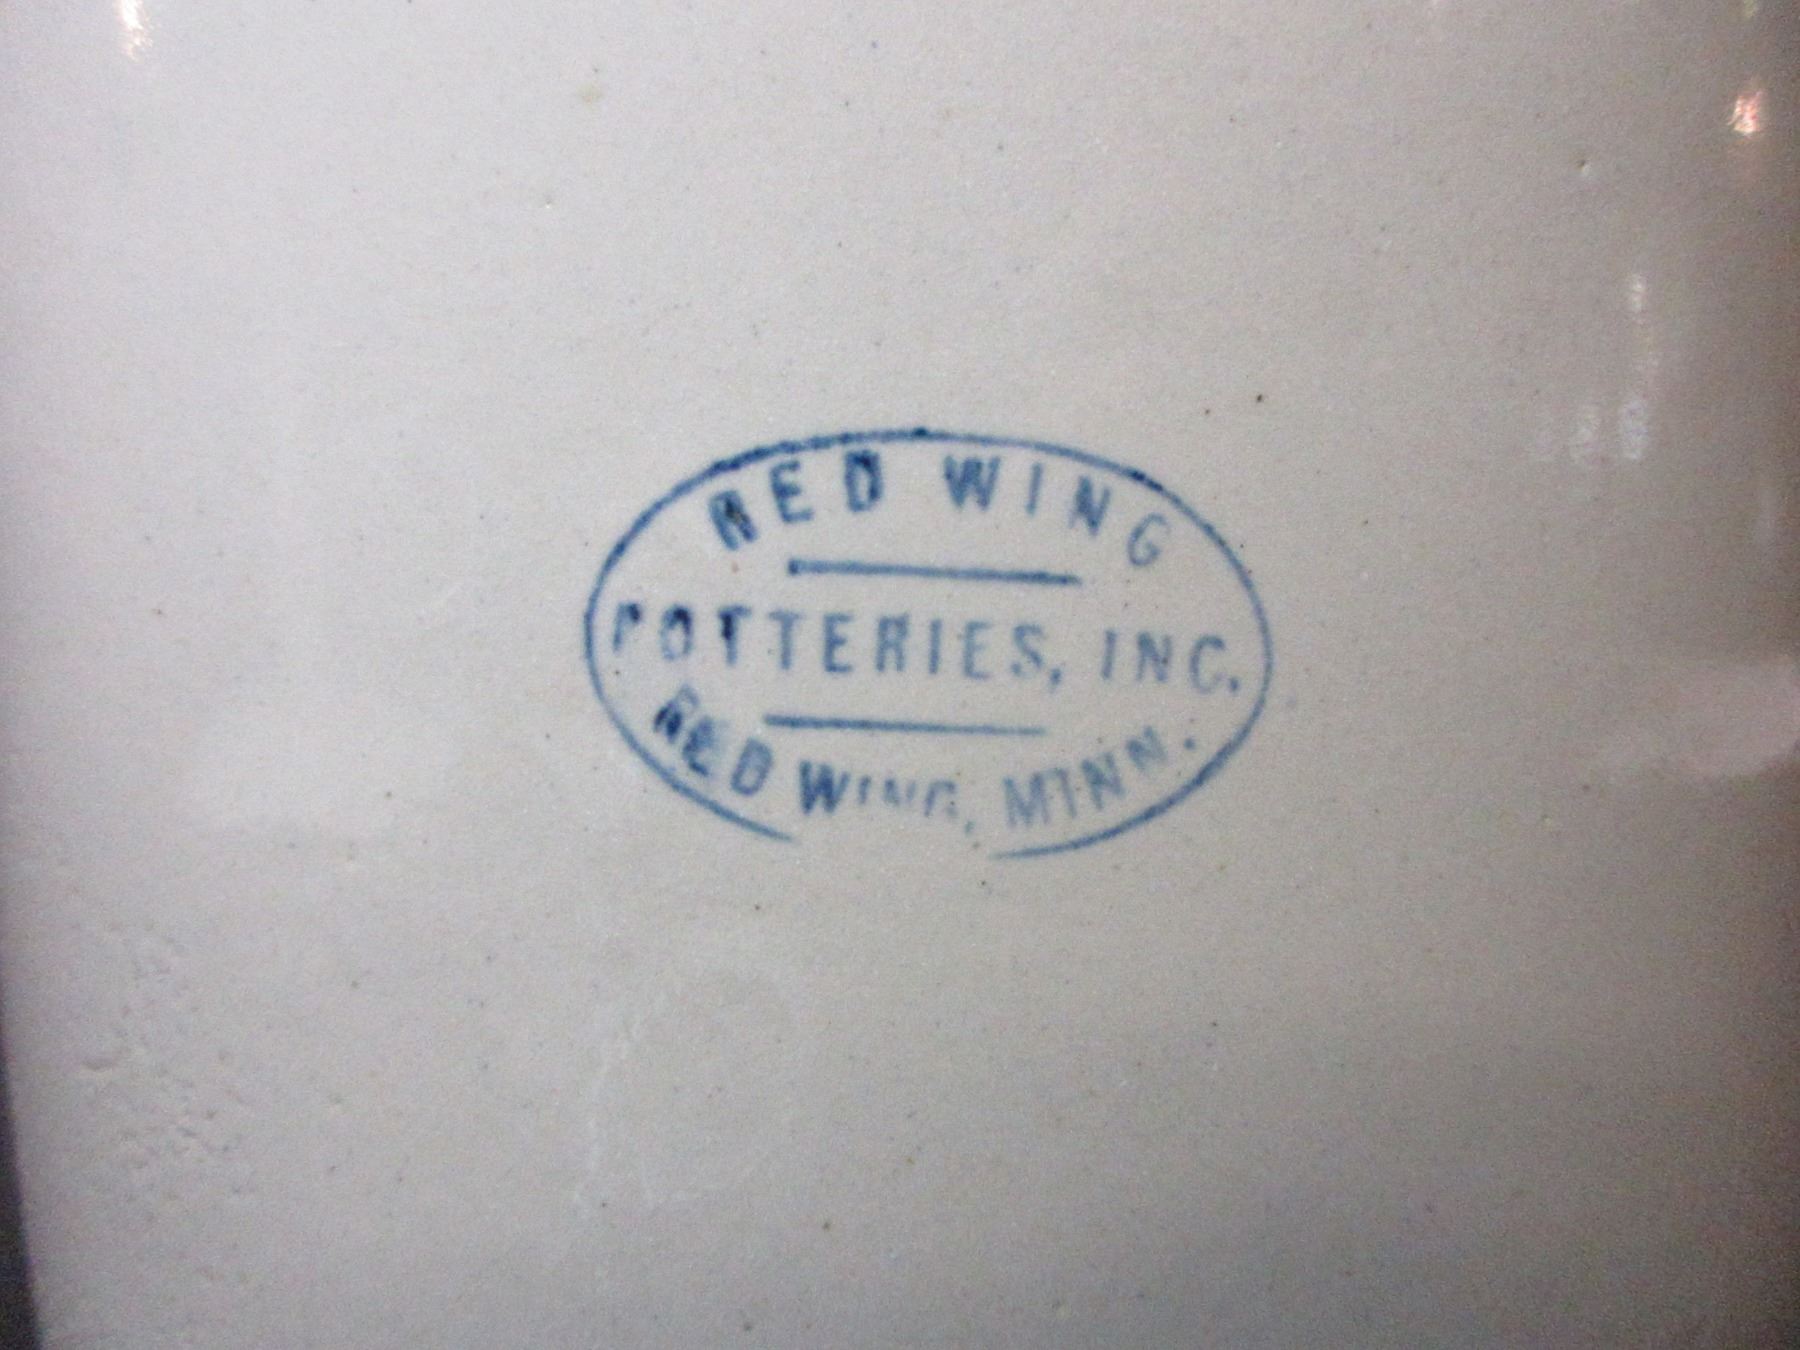 RED WING
POTTERIES, INC.
RED WING, MINN.